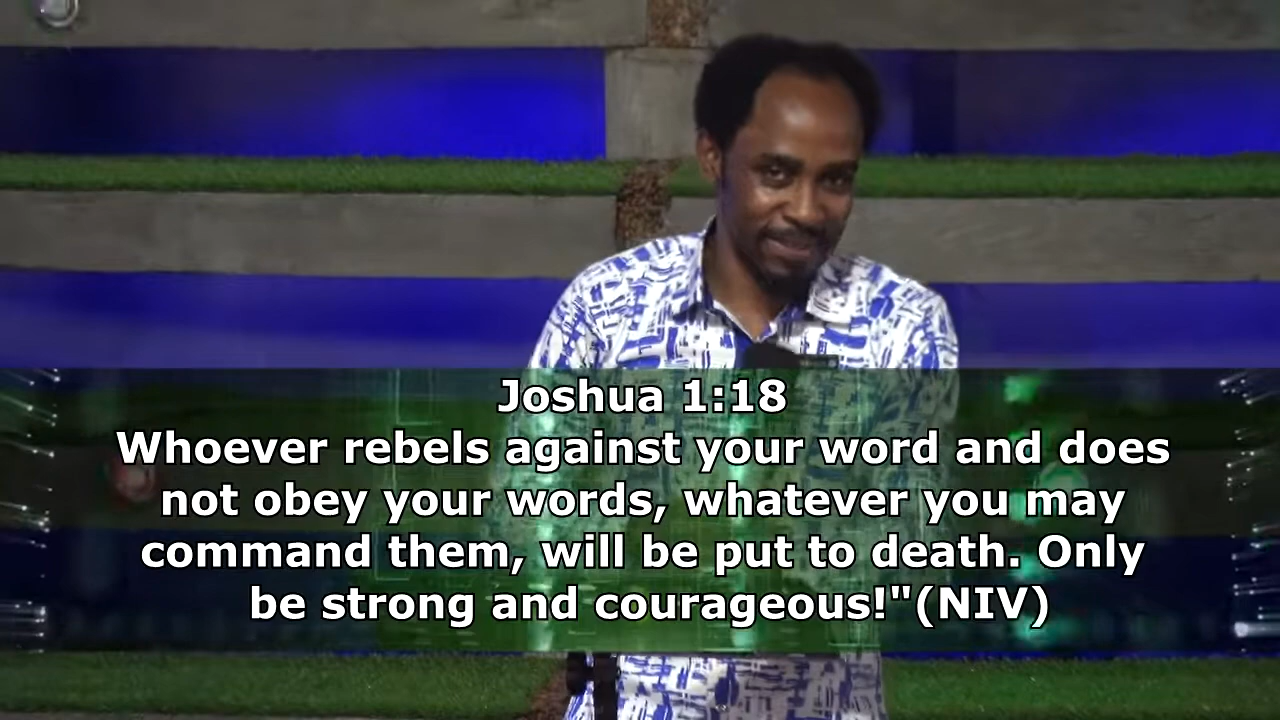 Joshua 1:18
Whoever rebels against your word and does
not obey your words, whatever you may
command them, will be put to death. Only
be strong and courageous!"(NIV)